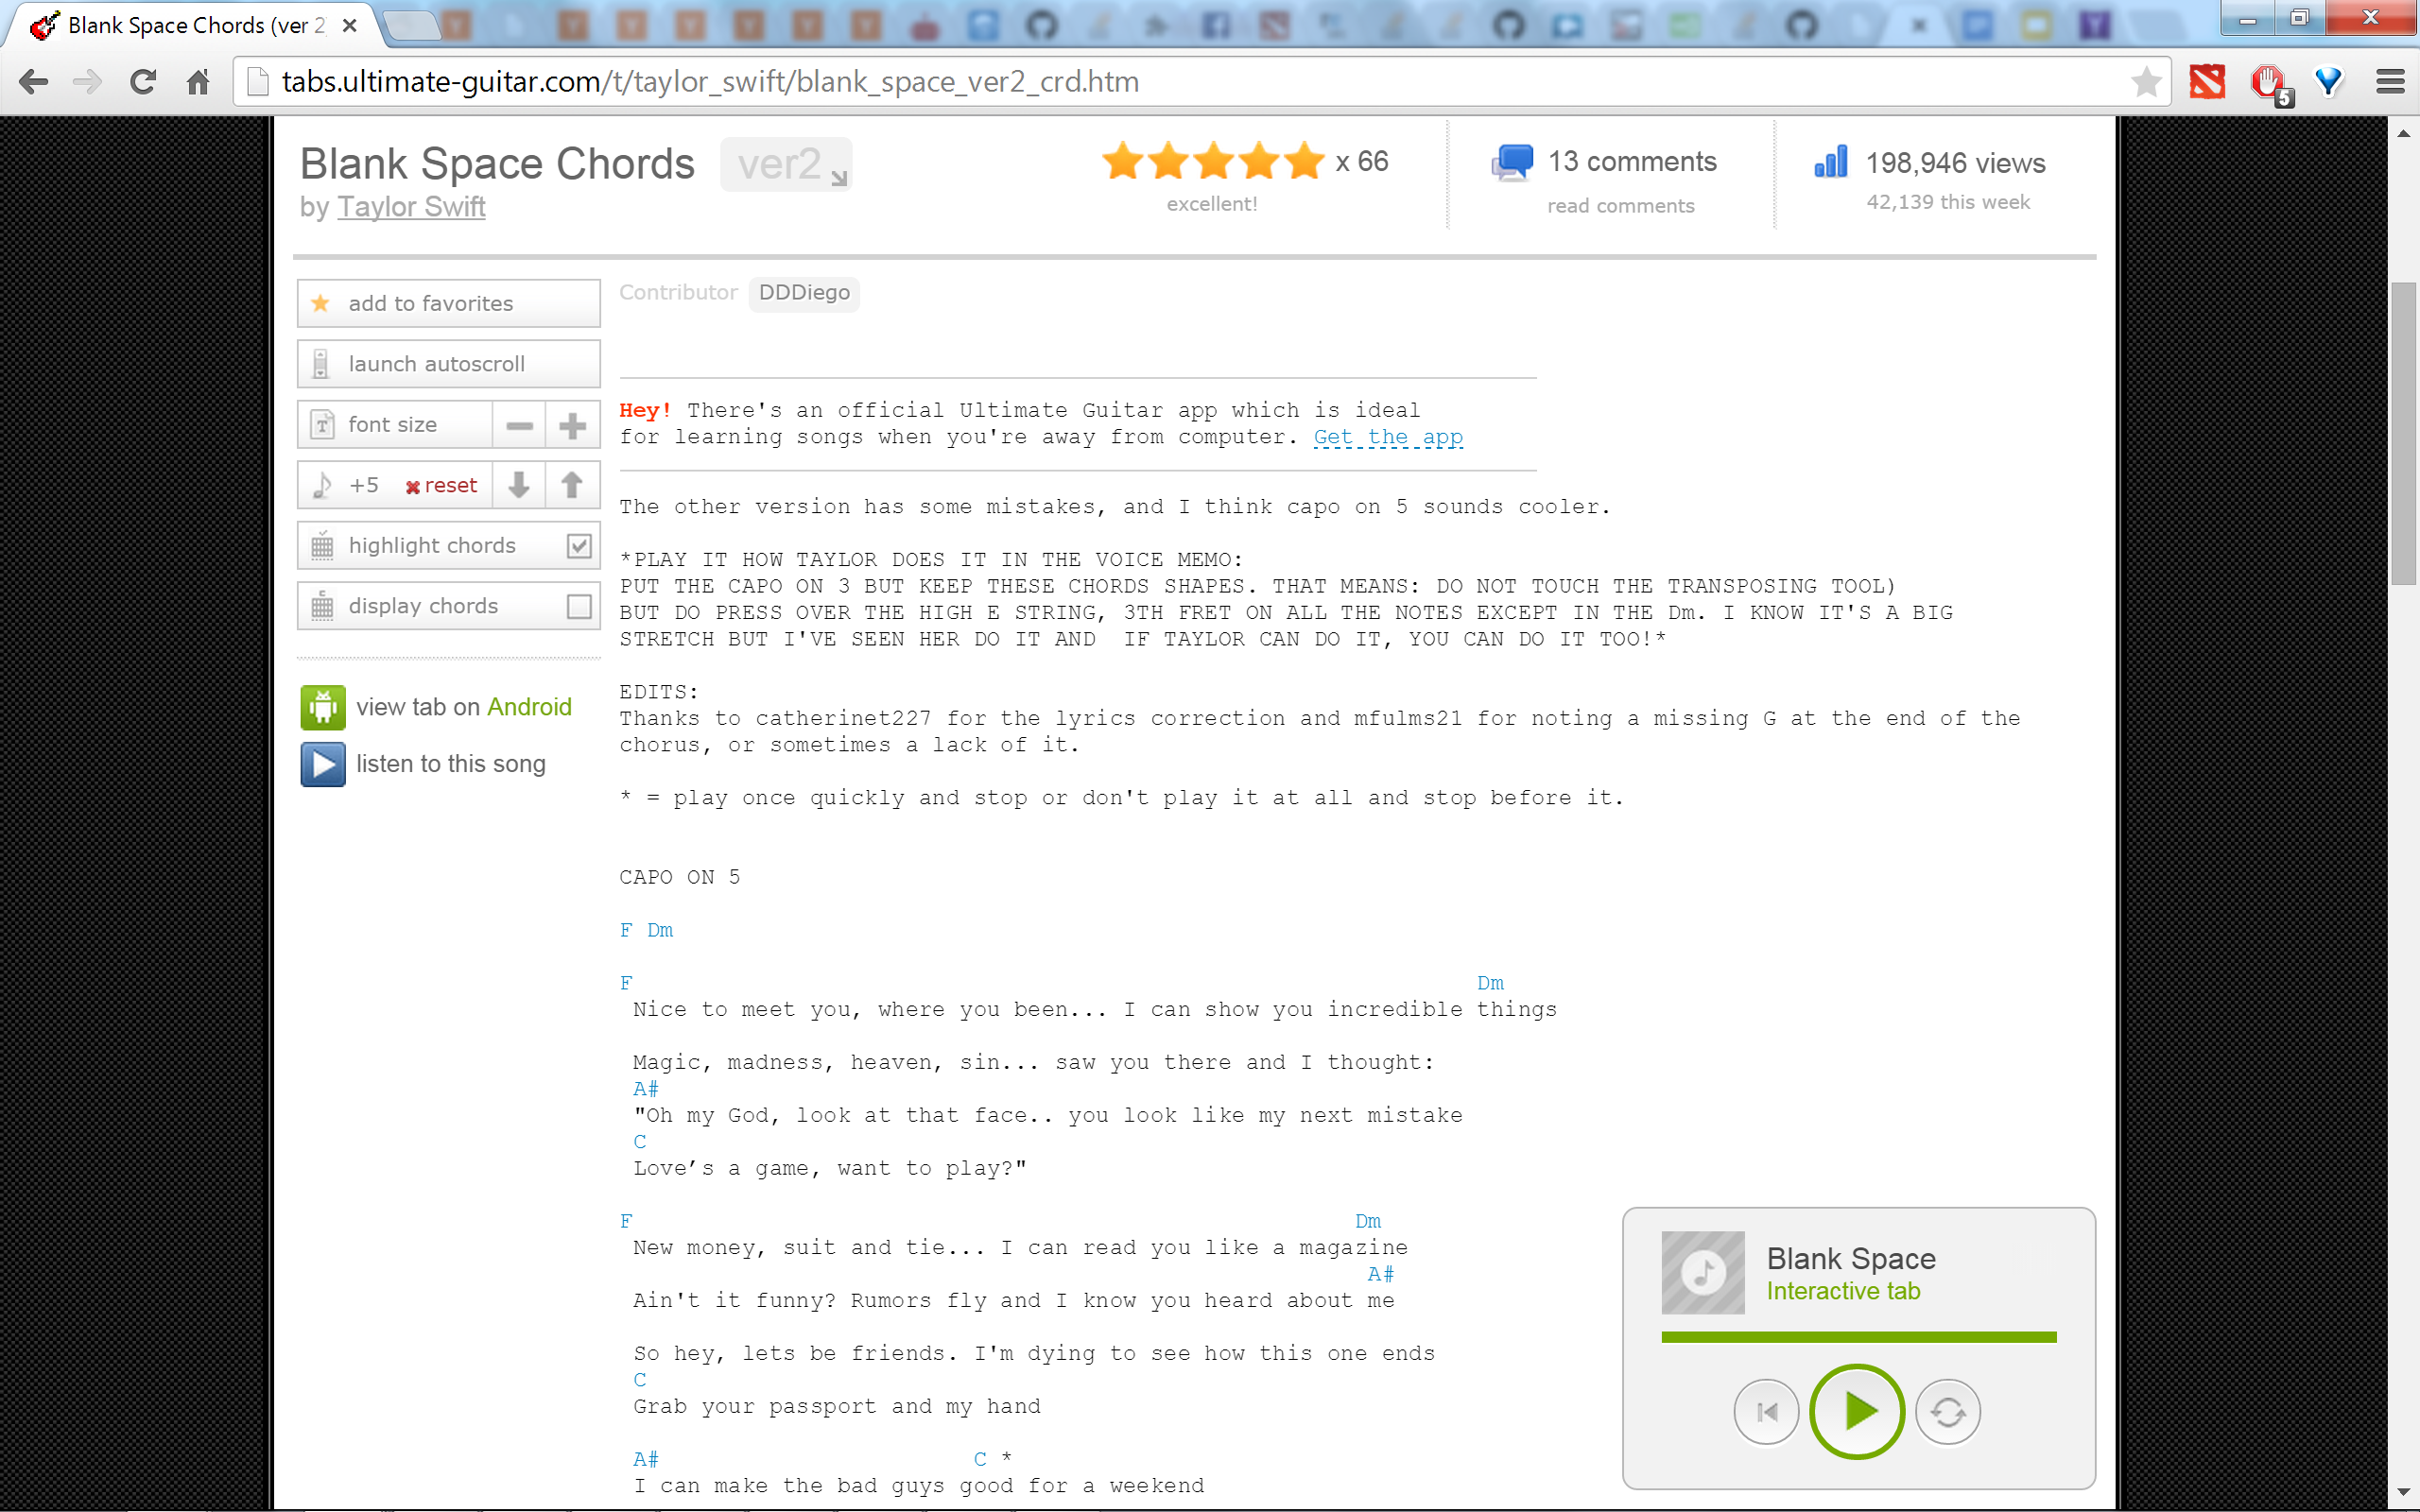 Blank Space Chords (ver 2
tabs.ultimate-guitar.com/t/taylor_swift/blank_space_ver2_crd.htm
5
Blank Space Chords ver2
by Taylor Swift
x 66
excellent!
13 comments
read comments
198,946 views
42,139 this week
add to favorites
launch autoscroll
font size
+5 reset
highlight chords
display chords
view tab on Android
listen to this song
Contributor DDDiego
Hey! There's an official Ultimate Guitar app which is ideal
for learning songs when you're away from computer. Get the app
The other version has some mistakes, and I think capo on 5 sounds cooler.
*PLAY IT HOW TAYLOR DOES IT IN THE VOICE MEMO:
PUT THE CAPO ON 3 BUT KEEP THESE CHORDS SHAPES. THAT MEANS: DO NOT TOUCH THE TRANSPOSING TOOL)
BUT DO PRESS OVER THE HIGH E STRING, 3TH FRET ON ALL THE NOTES EXCEPT IN THE Dm. I KNOW IT'S A BIG
STRETCH BUT I'VE SEEN HER DO IT AND  IF TAYLOR CAN DO IT, YOU CAN DO IT TOO!*
EDITS:
Thanks to catherinet227 for the lyrics correction and mfulms21 for noting a missing G at the end of the
chorus, or sometimes a lack of it.
* = play once quickly and stop or don't play it at all and stop before it.
CAPO ON 5
F Dm
F Dm
Nice to meet you, where you been... I can show you incredible things
Magic, madness, heaven, sin... saw you there and I thought:
A#
"Oh my God, look at that face.. you look like my next mistake
C
Love’s a game, want to play?"
F Dm
New money, suit and tie... I can read you like a magazine
A#
Ain't it funny? Rumors fly and I know you heard about me
So hey, lets be friends. I'm dying to see how this one ends
C
Grab your passport and my hand
A# C *
I can make the bad guys good for a weekend
Blank Space
Interactive tab